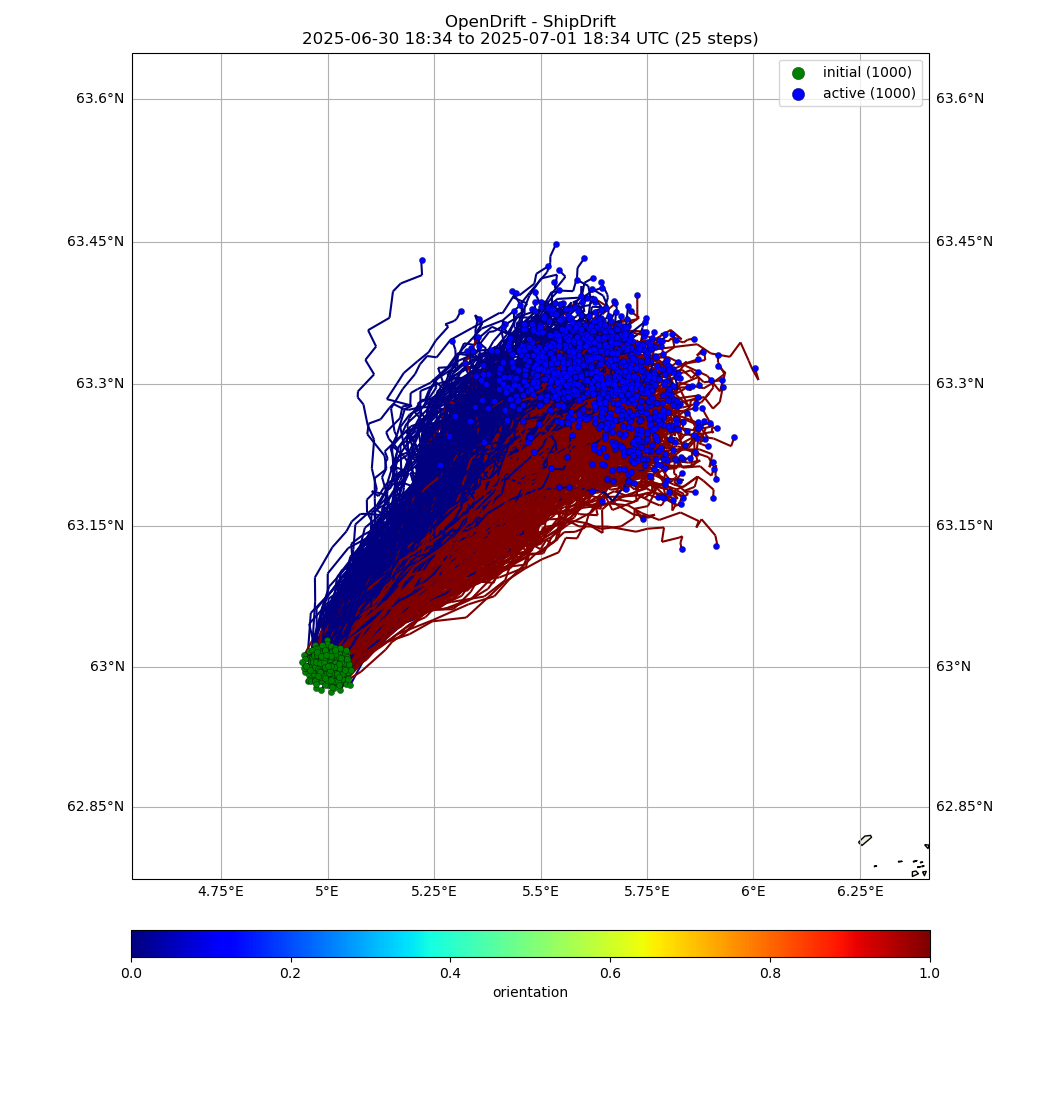 OpenDrift - ShipDrift
2025-06-30 18:34 to 2025-07-01 18:34 UTC (25 steps)
initial (1000)
active (1000)
63.6°N
63.6°N
63.45°N
63.45°N
63.3°N
63.3°N
63.15°N
63.15°N
63°N
63°N
62.85°N
62.85°N
4.75°E
5°E
5.25°E
5.5°E
5.75°E
6°E
6.25°E
0.0
0.2
0.4
0.6
0.8
1.0
orientation